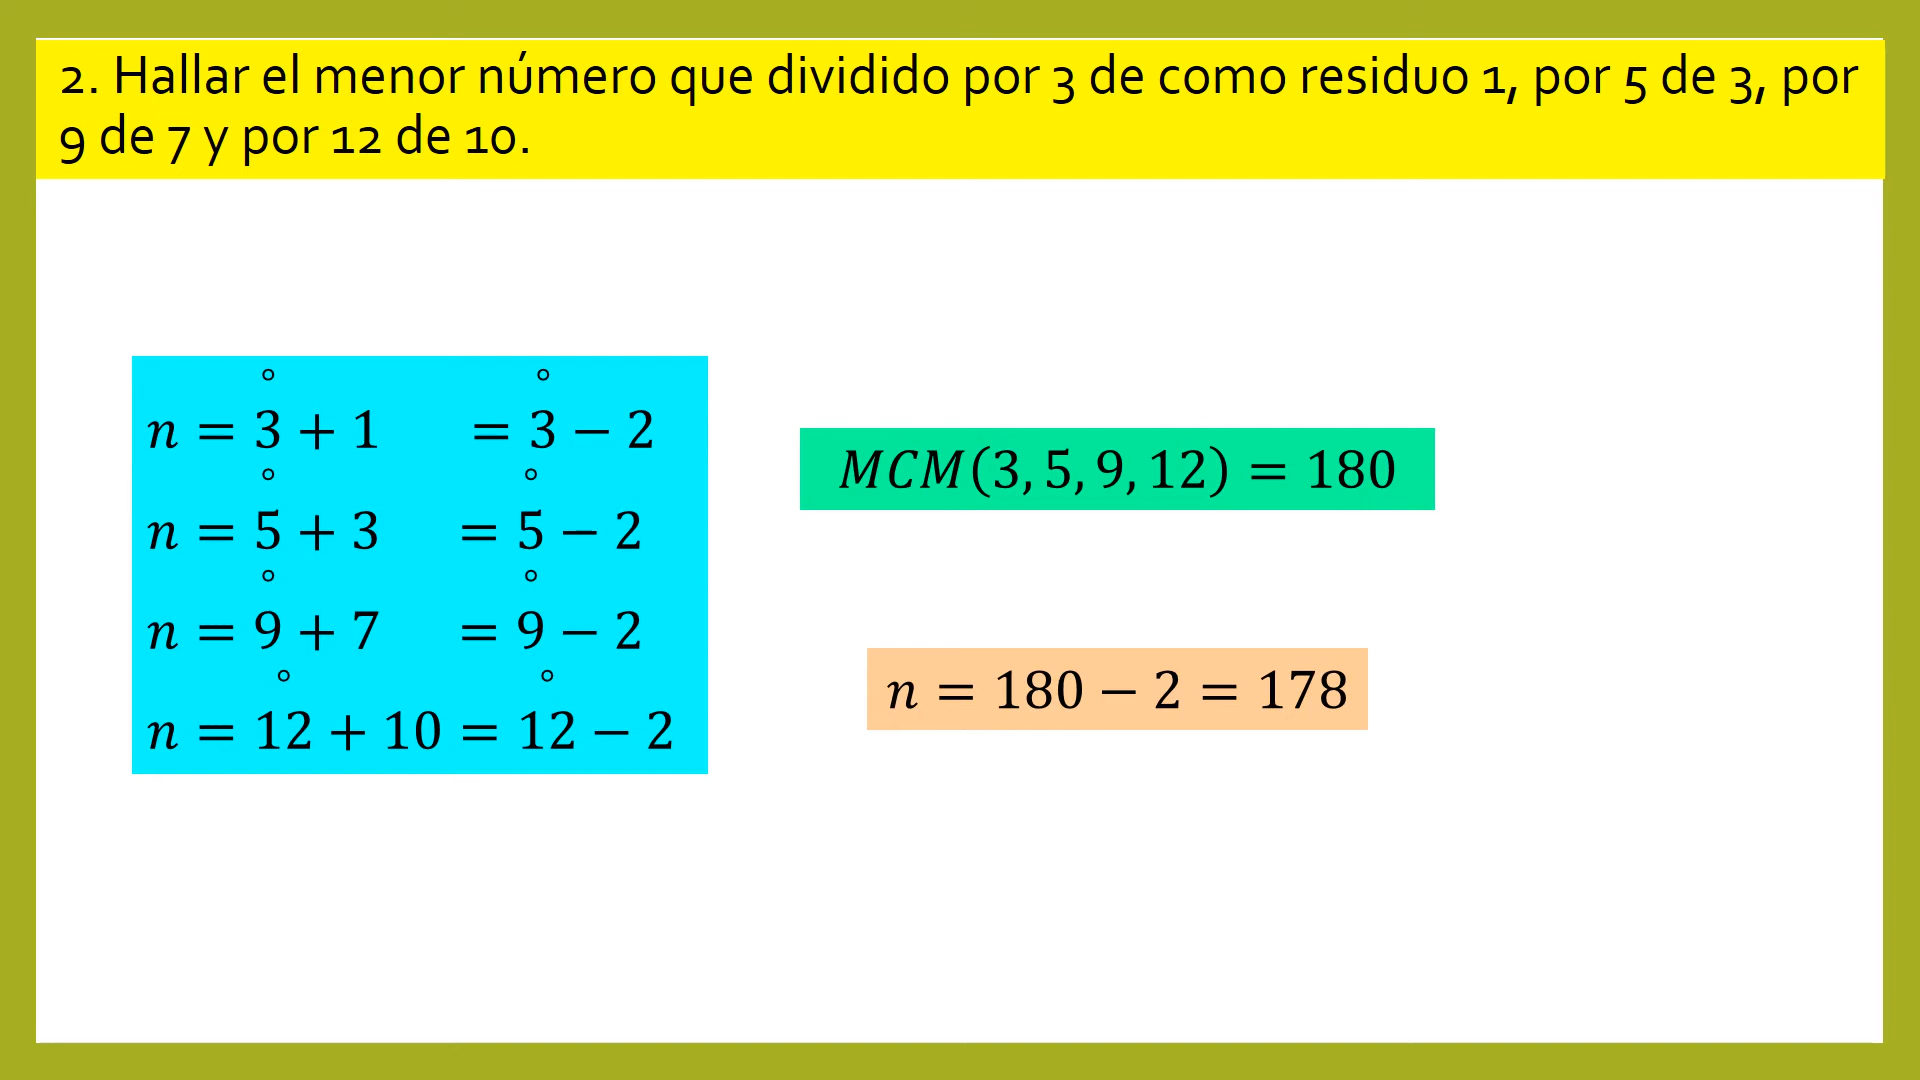 2. Hallar el menor número que dividido por 3 de como residuo 1, por 5 de 3, por
9 de 7 y por 12 de 10.
n = 3̊ + 1 = 3̊ − 2
n = 5̊ + 3 = 5̊ − 2
n = 9̊ + 7 = 9̊ − 2
n = 12̊ + 10 = 12̊ − 2
MCM(3, 5, 9, 12) = 180
n = 180 − 2 = 178